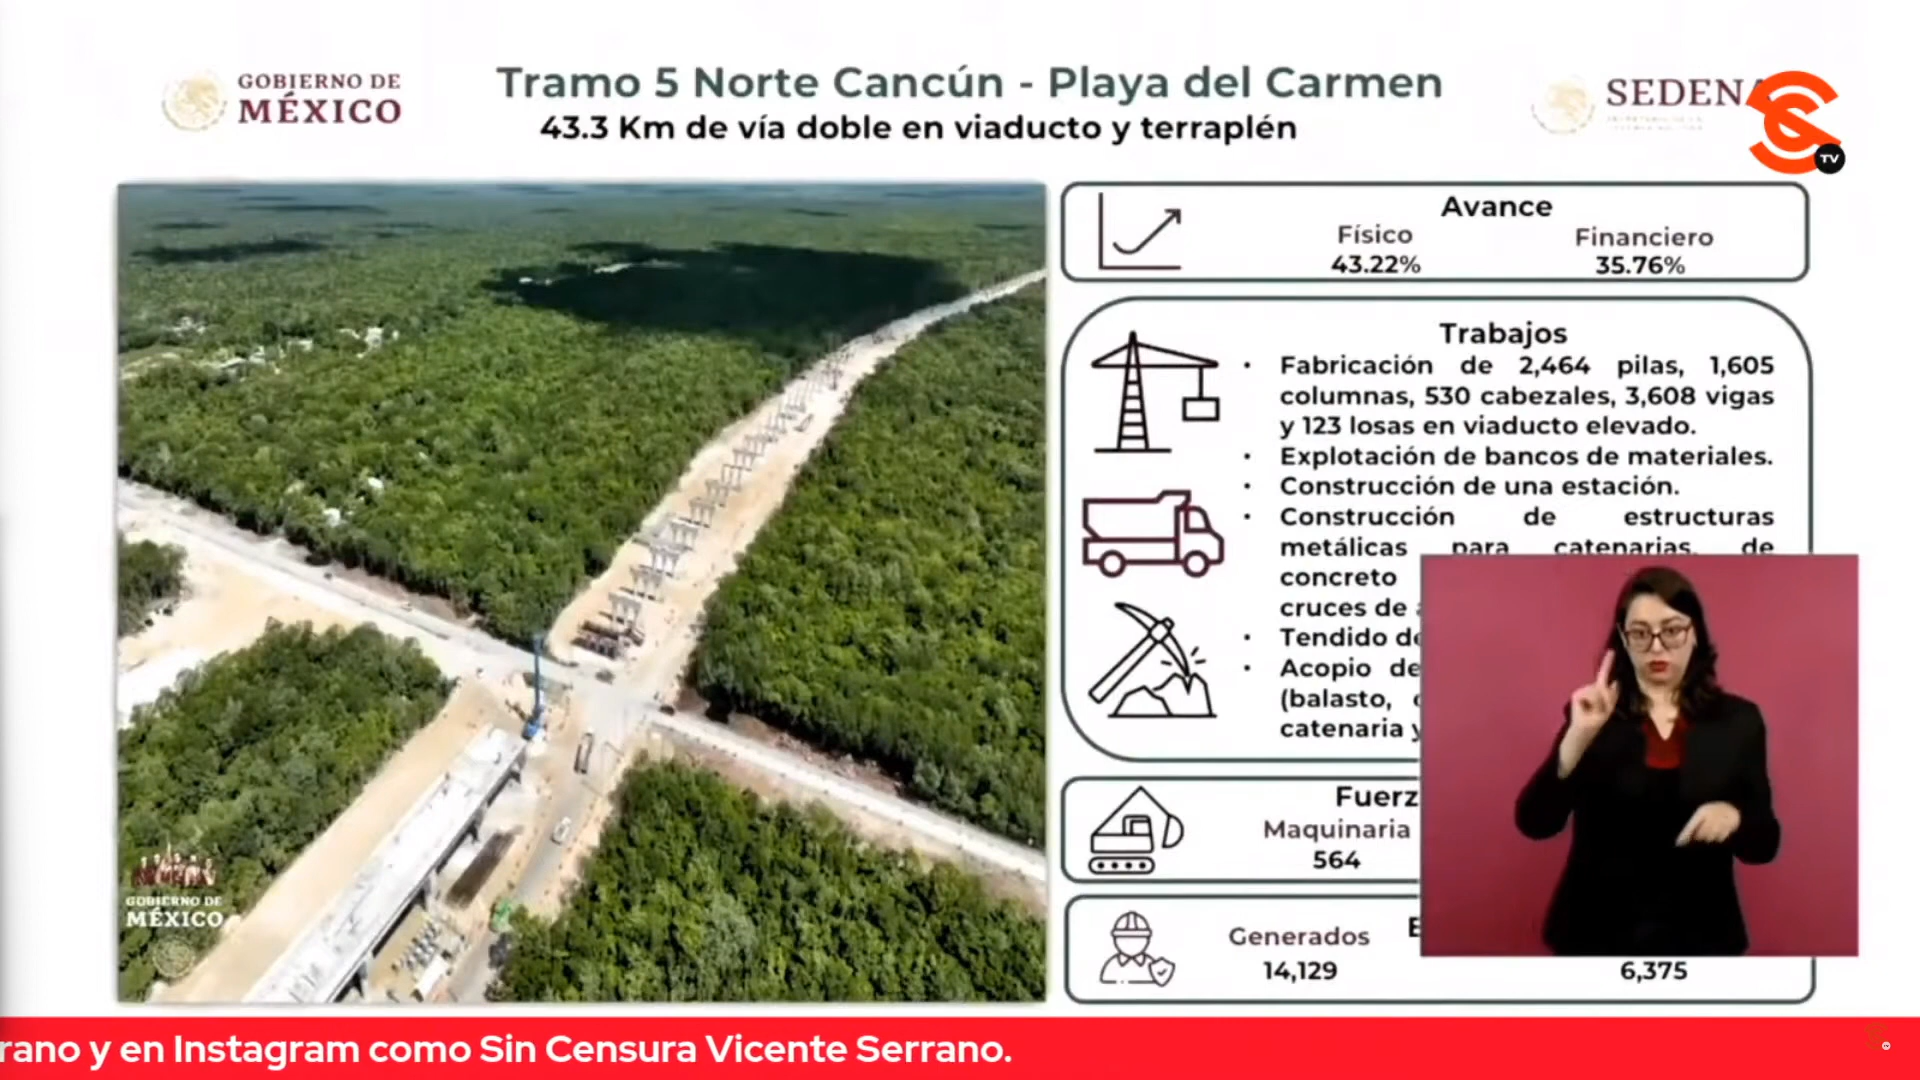 GOBIERNO DE
MÉXICO
Tramo 5 Norte Cancún - Playa del Carmen
43.3 Km de vía doble en viaducto y terraplén
SEDENA
TV
Avance
Físico
43.22%
Financiero
35.76%
Trabajos
• Fabricación de 2,464 pilas, 1,605
columnas, 530 cabezales, 3,608 vigas
y 123 losas en viaducto elevado.
• Explotación de bancos de materiales.
• Construcción de una estación.
• Construcción de estructuras
metálicas para catenarias, de
concreto
cruces de
• Tendido de
• Acopio de
(balasto,
catenaria y
Fuerz
Maquinaria
564
Generados
14,129
6,375
GOBIERNO DE
MÉXICO
rano y en Instagram como Sin Censura Vicente Serrano.